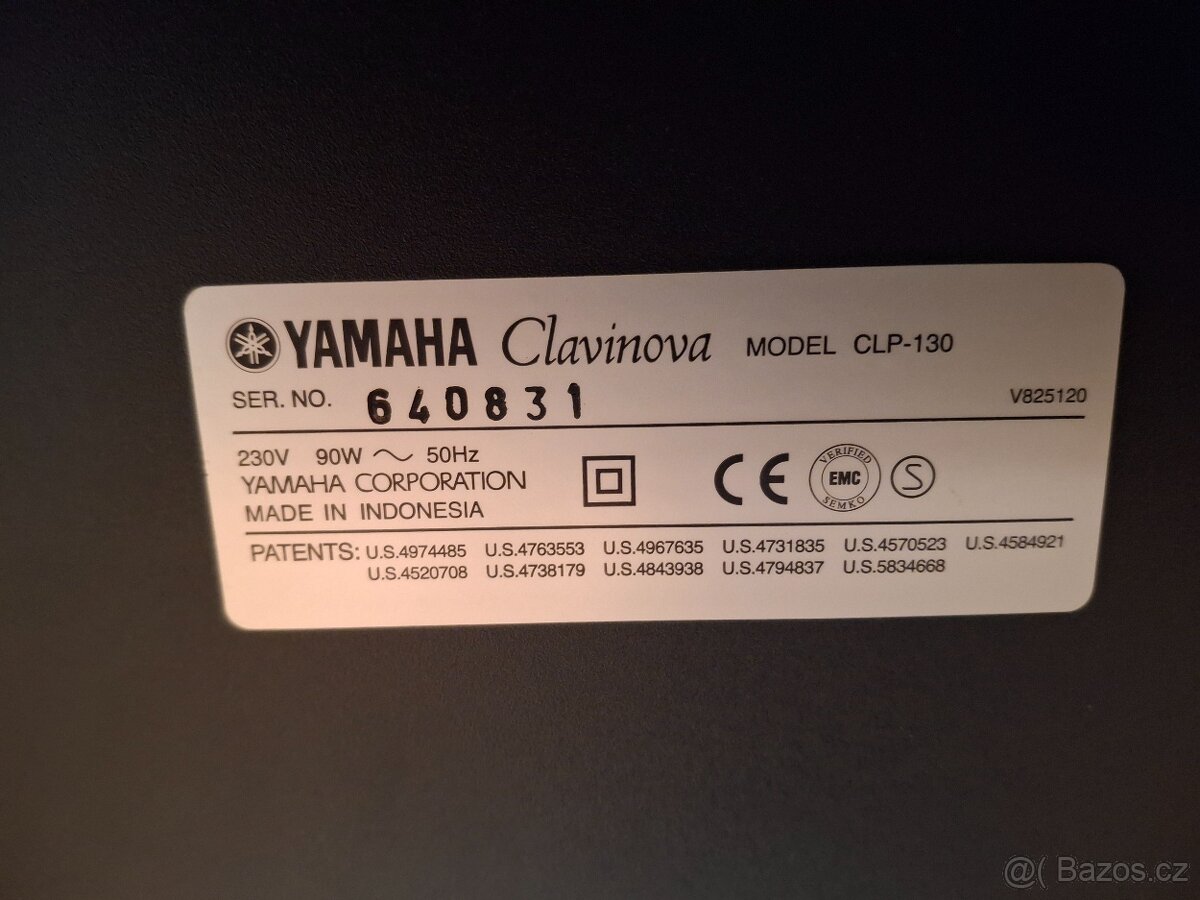 YAMAHA Clavinova MODEL CLP-130
SER. NO. 640831 V825120
230V 90W ~ 50Hz
YAMAHA CORPORATION
MADE IN INDONESIA
CE VERIFIED EMC SEMKO S
PATENTS: U.S.4974485 U.S.4763553 U.S.4967635 U.S.4731835 U.S.4570523 U.S.4584921
U.S.4520708 U.S.4738179 U.S.4843938 U.S.4794837 U.S.5834668
@( Bazos.cz